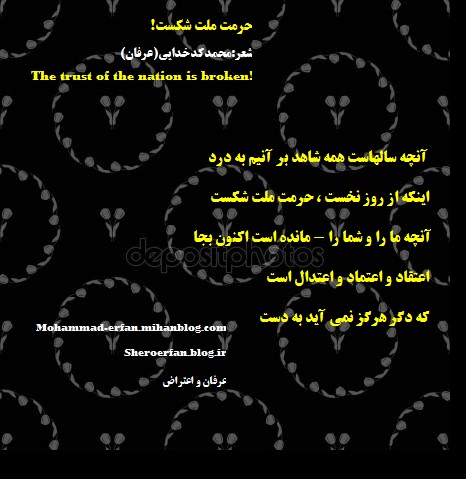 حرمت ملت شکست!
شعر:محمدکدخدایی(عرفان)
The trust of the nation is broken!
آنچه سالهاست همه شاهد بر آنیم به درد
اینکه از روز نخست ، حرمت ملت شکست
آنچه ما را و شما را - مانده است اکنون بجا
depositphotos
اعتقاد و اعتماد و اعتدال است
که دگر هرگز نمی آید به دست
Mohammad-erfan.mihanblog.com
Sheroerfan.blog.ir
عرفان و اعتراض